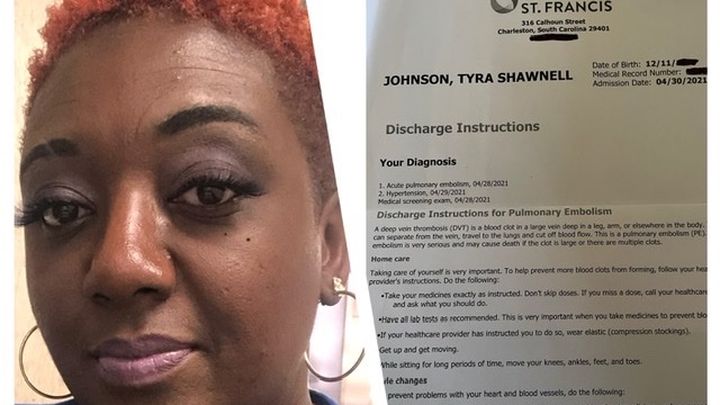 ST. FRANCIS
316 Calhoun Street
Charleston, South Carolina 29401
Date of Birth: 12/11/
Medical Record Number:
Admission Date: 04/30/2021
JOHNSON, TYRA SHAWNELL
Discharge Instructions
Your Diagnosis
1. Acute pulmonary embolism, 04/28/2021
2. Hypertension, 04/29/2021
Medical screening exam, 04/28/2021
Discharge Instructions for Pulmonary Embolism
A deep vein thrombosis (DVT) is a blood clot in a large vein deep in a leg, arm, or elsewhere in the body.
can separate from the vein, travel to the lungs and cut off blood flow. This is a pulmonary embolism (PE).
embolism is very serious and may cause death if the clot is large or there are multiple clots.
Home care
Taking care of yourself is very important. To help prevent more blood clots from forming, follow your hea
provider's instructions. Do the following:
•Take your medicines exactly as instructed. Don't skip doses. If you miss a dose, call your healthcare
and ask what you should do.
•Have all lab tests as recommended. This is very important when you take medicines to prevent blo
•If your healthcare provider has instructed you to do so, wear elastic (compression stockings).
Get up and get moving.
While sitting for long periods of time, move your knees, ankles, feet, and toes.
yle changes
prevent problems with your heart and blood vessels, do the following: